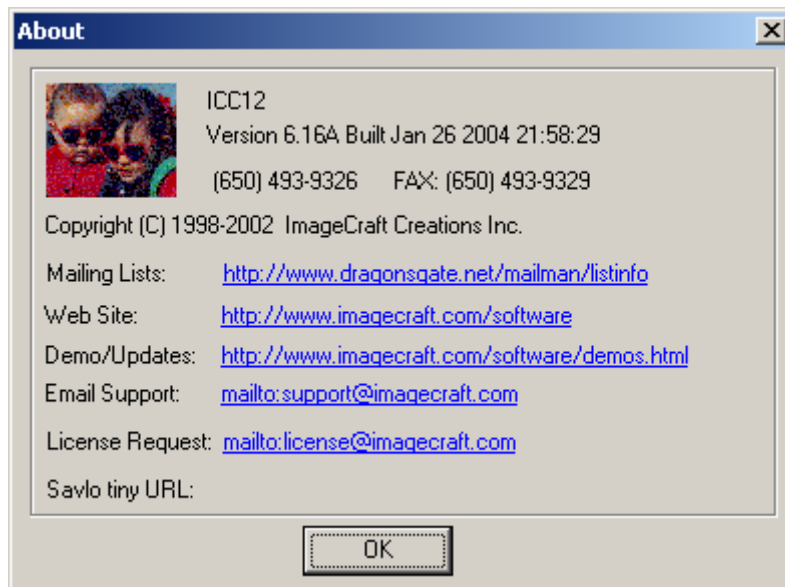 About
ICC12
Version 6.16A Built Jan 26 2004 21:58:29
(650) 493-9326 FAX: (650) 493-9329
Copyright (C) 1998-2002 ImageCraft Creations Inc.
Mailing Lists: http://www.dragonsgate.net/mailman/listinfo
Web Site: http://www.imagecraft.com/software
Demo/Updates: http://www.imagecraft.com/software/demos.html
Email Support: mailto:support@imagecraft.com
License Request: mailto:license@imagecraft.com
Savlo tiny URL:
OK